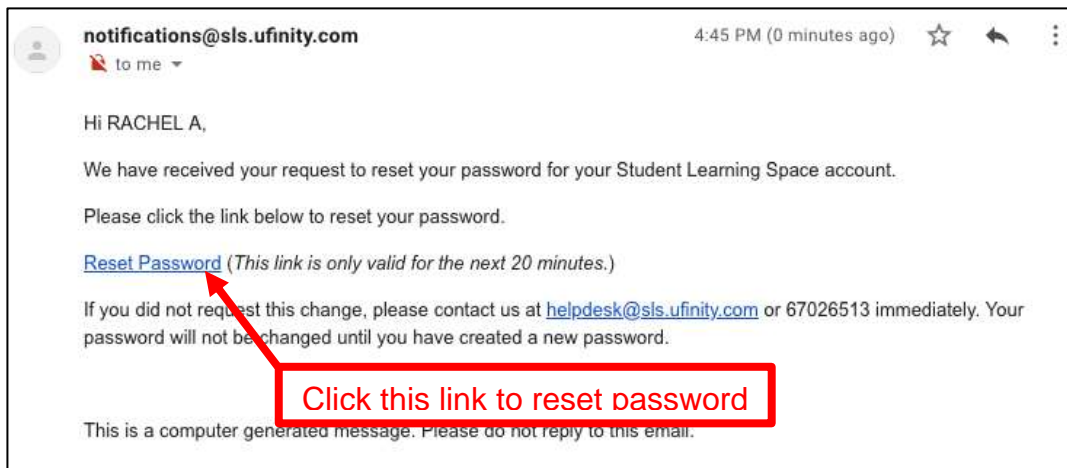 notifications@sls.ufinity.com 4:45 PM (0 minutes ago)
to me
Hi RACHEL A,
We have received your request to reset your password for your Student Learning Space account.
Please click the link below to reset your password.
Reset Password (This link is only valid for the next 20 minutes.)
If you did not request this change, please contact us at helpdesk@sls.ufinity.com or 67026513 immediately. Your
password will not be changed until you have created a new password.
Click this link to reset password
This is a computer generated message. Please do not reply to this email.